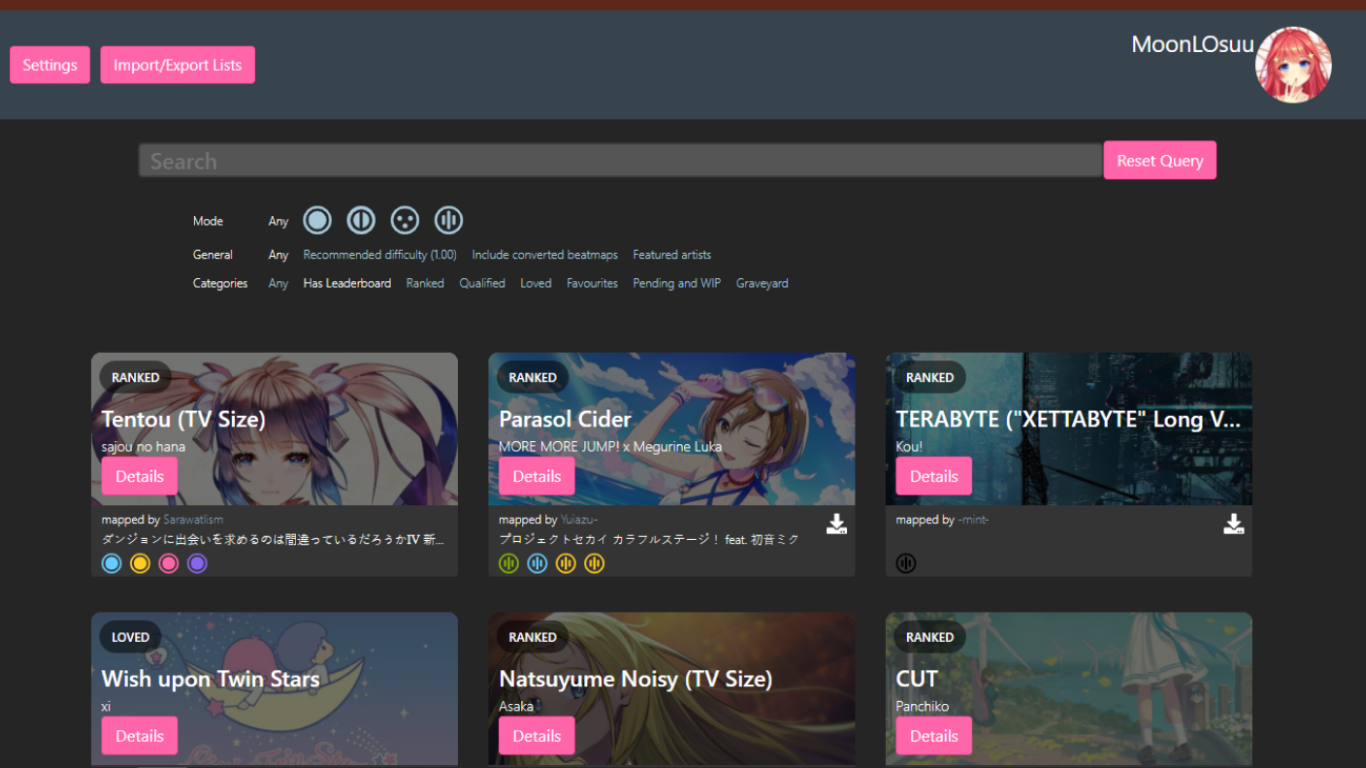 Settings Import/Export Lists MoonLOsuu
Search Reset Query
Mode Any
General Any Recommended difficulty (1.00) Include converted beatmaps Featured artists
Categories Any Has Leaderboard Ranked Qualified Loved Favourites Pending and WIP Graveyard
RANKED
Tentou (TV Size)
sajou no hana
Details
mapped by Sarawatlism
ダンジョンに出会いを求めるのは間違っているだろうかIV 新...
RANKED
Parasol Cider
MORE MORE JUMP! x Megurine Luka
Details
mapped by Yuiazu-
プロジェクトセカイ カラフルステージ！ feat. 初音ミク
RANKED
TERABYTE ("XETTABYTE" Long V...
Kou!
Details
mapped by -mint-
LOVED
Wish upon Twin Stars
xi
Details
RANKED
Natsuyume Noisy (TV Size)
Asaka
Details
RANKED
CUT
Panchiko
Details